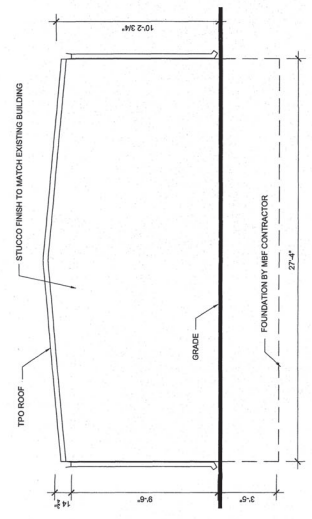 STUCCO FINISH TO MATCH EXISTING BUILDING
TPO ROOF
10'-2 3/4"
9'-6"
3'-5"
GRADE
FOUNDATION BY MBF CONTRACTOR
27'-4"